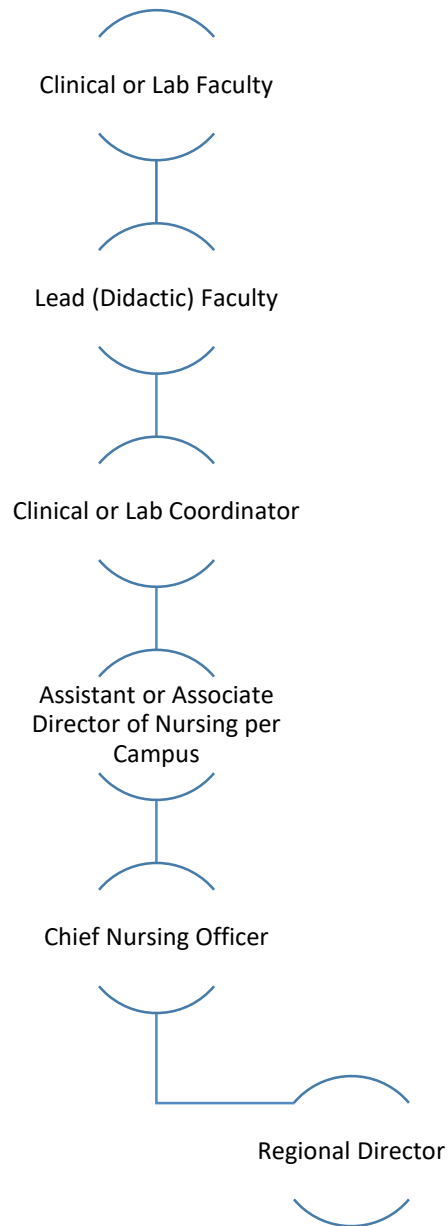 Clinical or Lab Faculty
Lead (Didactic) Faculty
Clinical or Lab Coordinator
Assistant or Associate
Director of Nursing per
Campus
Chief Nursing Officer
Regional Director